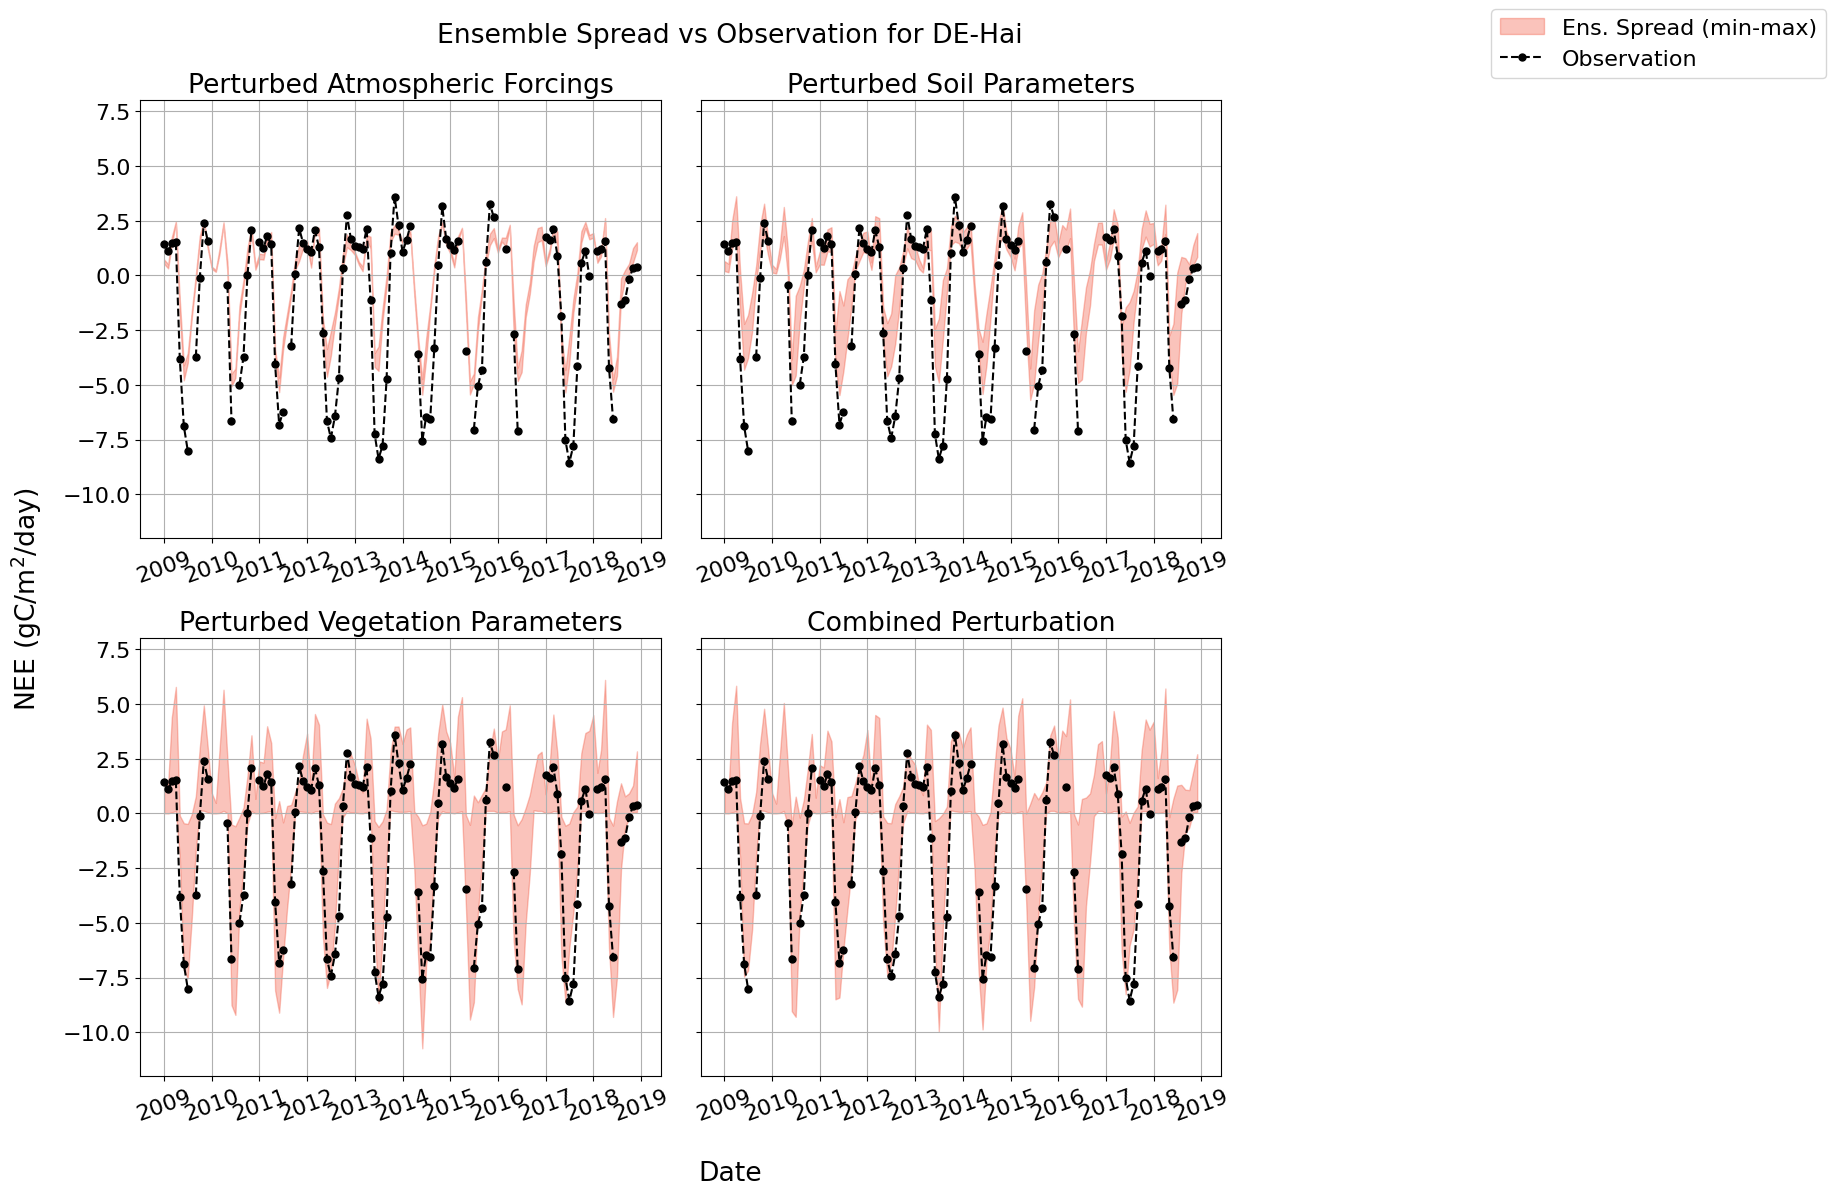 Ensemble Spread vs Observation for DE-Hai
Ens. Spread (min-max)
Observation
Perturbed Atmospheric Forcings
Perturbed Soil Parameters
7.5
5.0
2.5
0.0
−2.5
−5.0
−7.5
−10.0
2009 2010 2011 2012 2013 2014 2015 2016 2017 2018 2019
2009 2010 2011 2012 2013 2014 2015 2016 2017 2018 2019
NEE (gC/m²/day)
Perturbed Vegetation Parameters
Combined Perturbation
7.5
5.0
2.5
0.0
−2.5
−5.0
−7.5
−10.0
2009 2010 2011 2012 2013 2014 2015 2016 2017 2018 2019
2009 2010 2011 2012 2013 2014 2015 2016 2017 2018 2019
Date